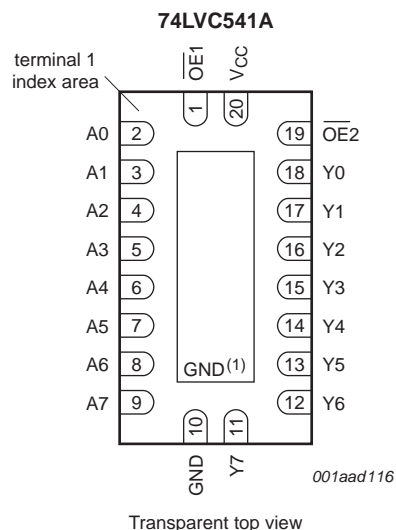 74LVC541A
terminal 1
index area
OE1
VCC
1
20
A0 2
19 OE2
A1 3
18 Y0
A2 4
17 Y1
A3 5
16 Y2
A4 6
15 Y3
A5 7
14 Y4
A6 8
13 Y5
A7 9
12 Y6
GND(1)
10
11
GND
Y7
001aad116
Transparent top view